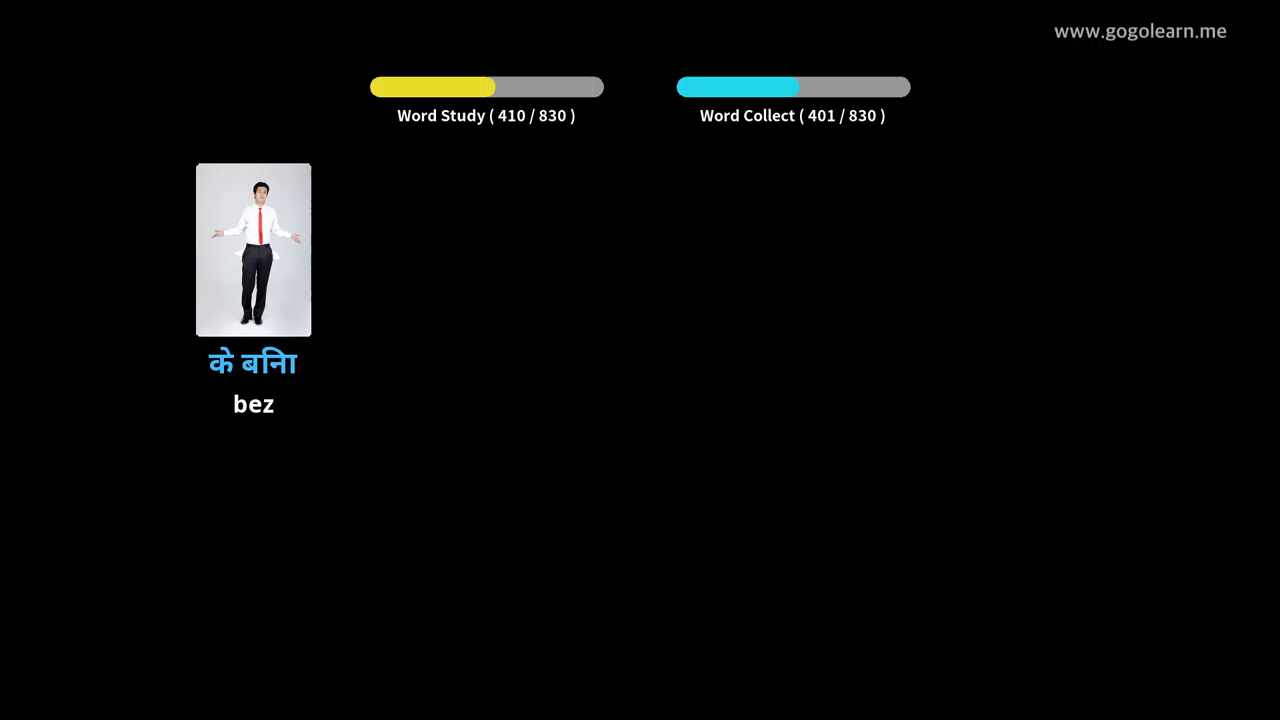 www.gogolearn.me
Word Study ( 410 / 830 )
Word Collect ( 401 / 830 )
के बिना
bez